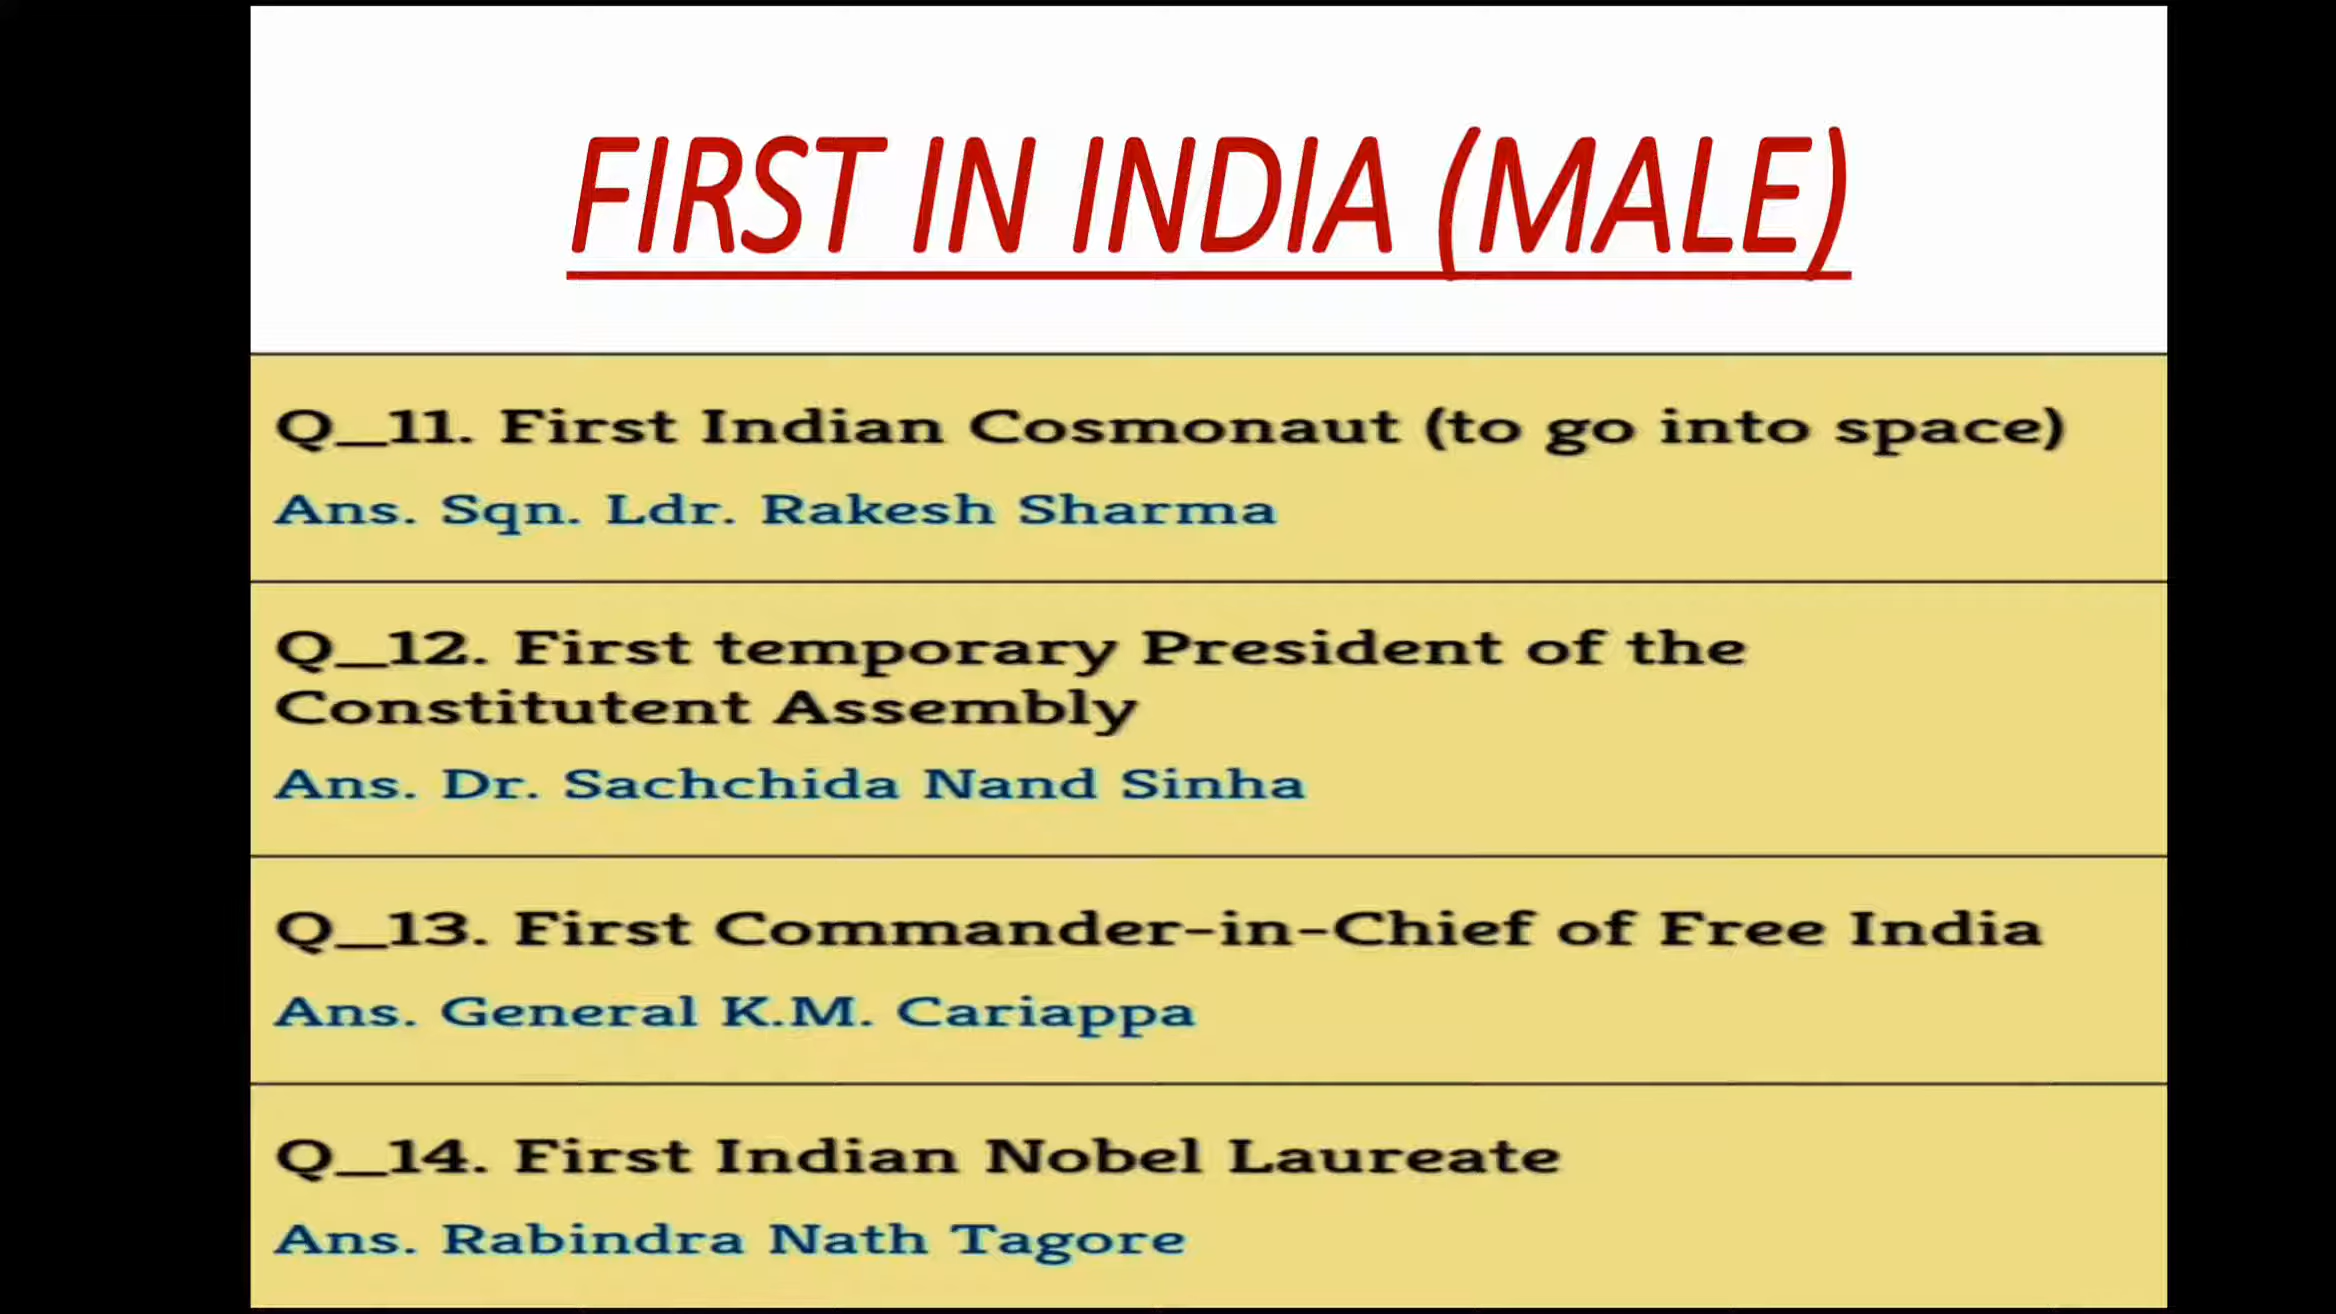 FIRST IN INDIA (MALE)
Q_11. First Indian Cosmonaut (to go into space)
Ans. Sqn. Ldr. Rakesh Sharma
Q_12. First temporary President of the
Constitutent Assembly
Ans. Dr. Sachchida Nand Sinha
Q_13. First Commander-in-Chief of Free India
Ans. General K.M. Cariappa
Q_14. First Indian Nobel Laureate
Ans. Rabindra Nath Tagore